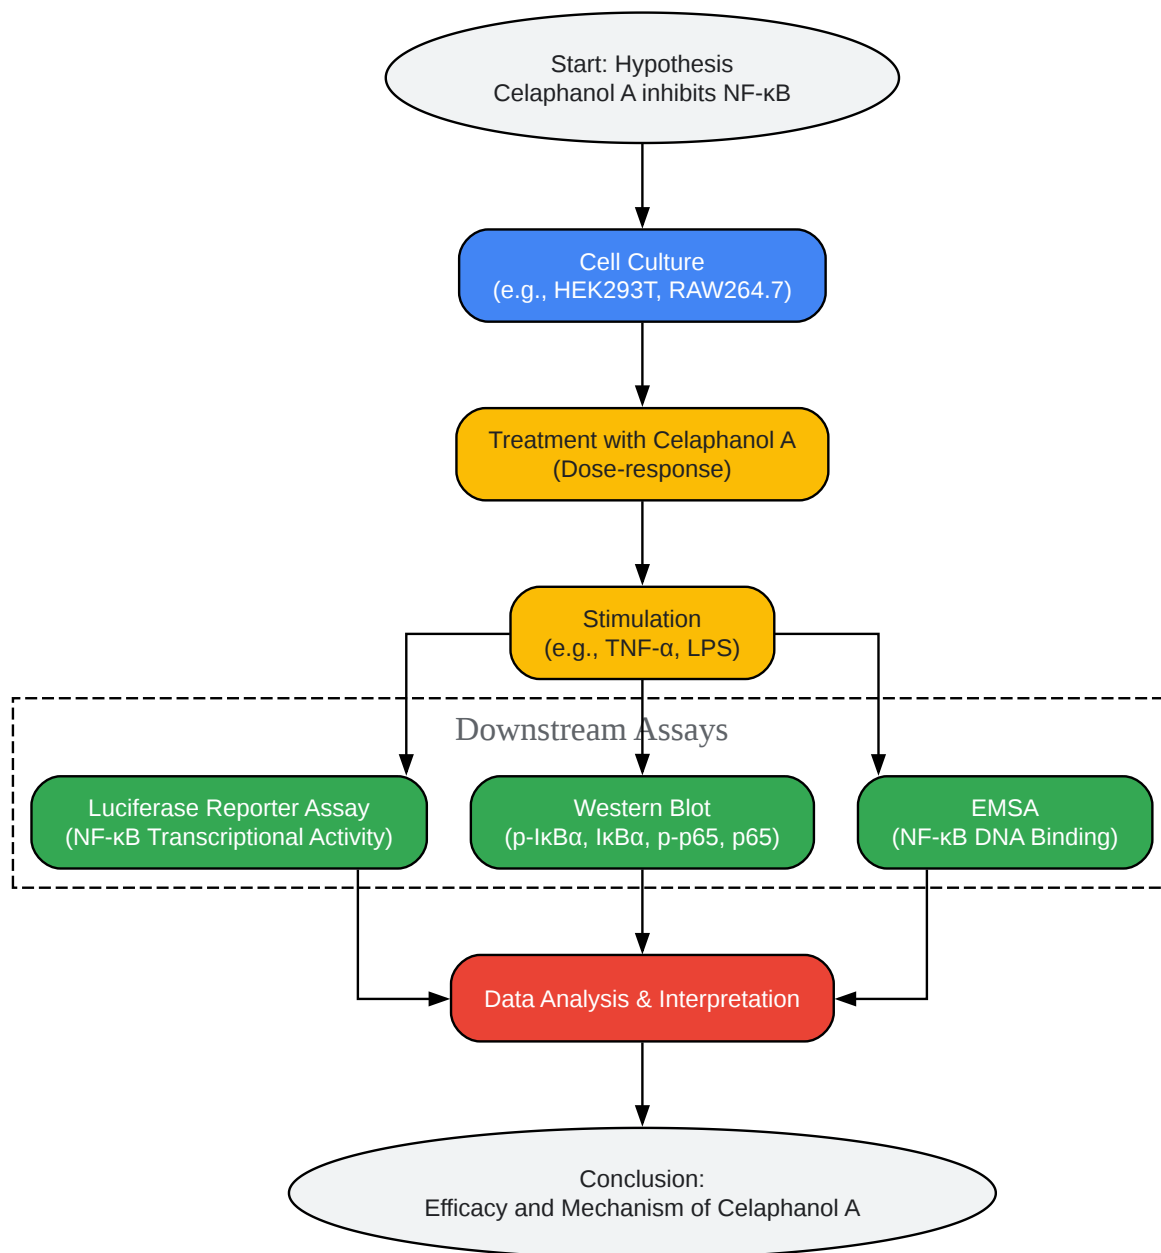 Start: Hypothesis
Celaphanol A inhibits NF-κB
Cell Culture
(e.g., HEK293T, RAW264.7)
Treatment with Celaphanol A
(Dose-response)
Stimulation
(e.g., TNF-α, LPS)
Downstream Assays
Luciferase Reporter Assay
(NF-κB Transcriptional Activity)
Western Blot
(p-IκBα, IκBα, p-p65, p65)
EMSA
(NF-κB DNA Binding)
Data Analysis & Interpretation
Conclusion:
Efficacy and Mechanism of Celaphanol A